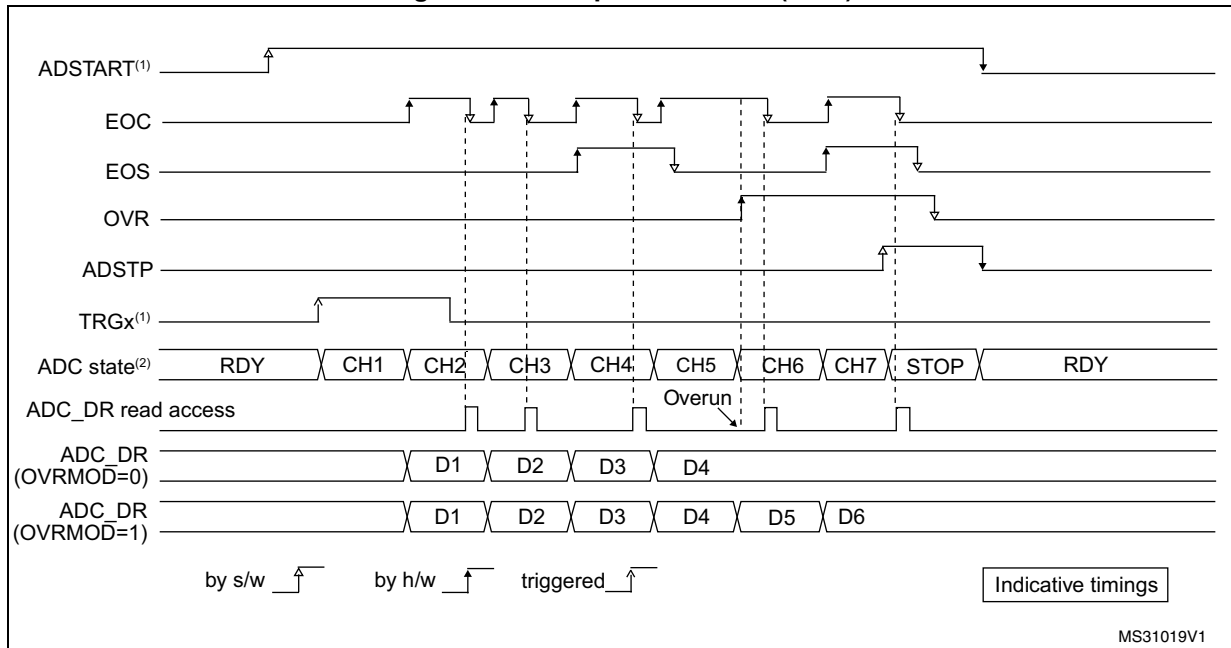 ADSTART(1)
EOC
EOS
OVR
ADSTP
TRGx(1)
ADC state(2) RDY CH1 CH2 CH3 CH4 CH5 CH6 CH7 STOP RDY
ADC_DR read access Overun
ADC_DR (OVRMOD=0) D1 D2 D3 D4
ADC_DR (OVRMOD=1) D1 D2 D3 D4 D5 D6
by s/w by h/w triggered Indicative timings
MS31019V1